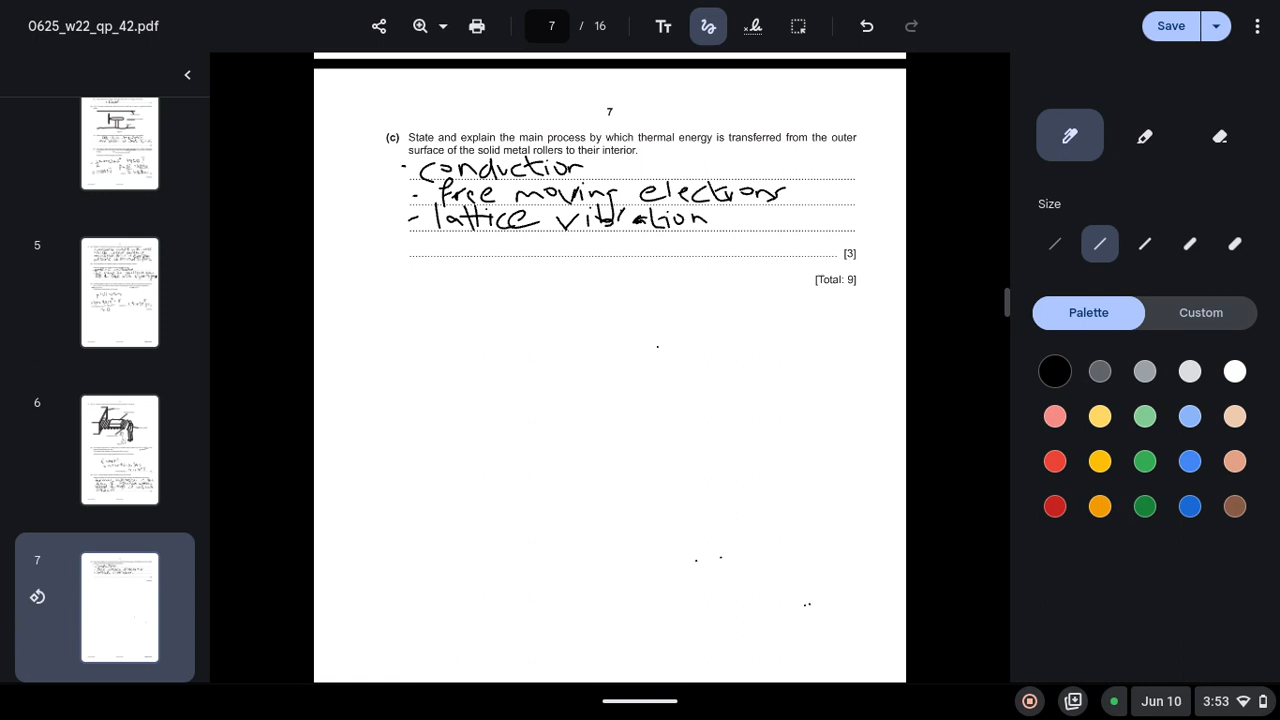 0625_w22_qp_42.pdf
7 / 16
Save
5
6
7
7
(c) State and explain the main process by which thermal energy is transferred from the outer
surface of the solid metal rollers to their interior.
- conduction
- free moving electrons
- lattice vibration
[3]
[Total: 9]
Size
Palette
Custom
Jun 10
3:53